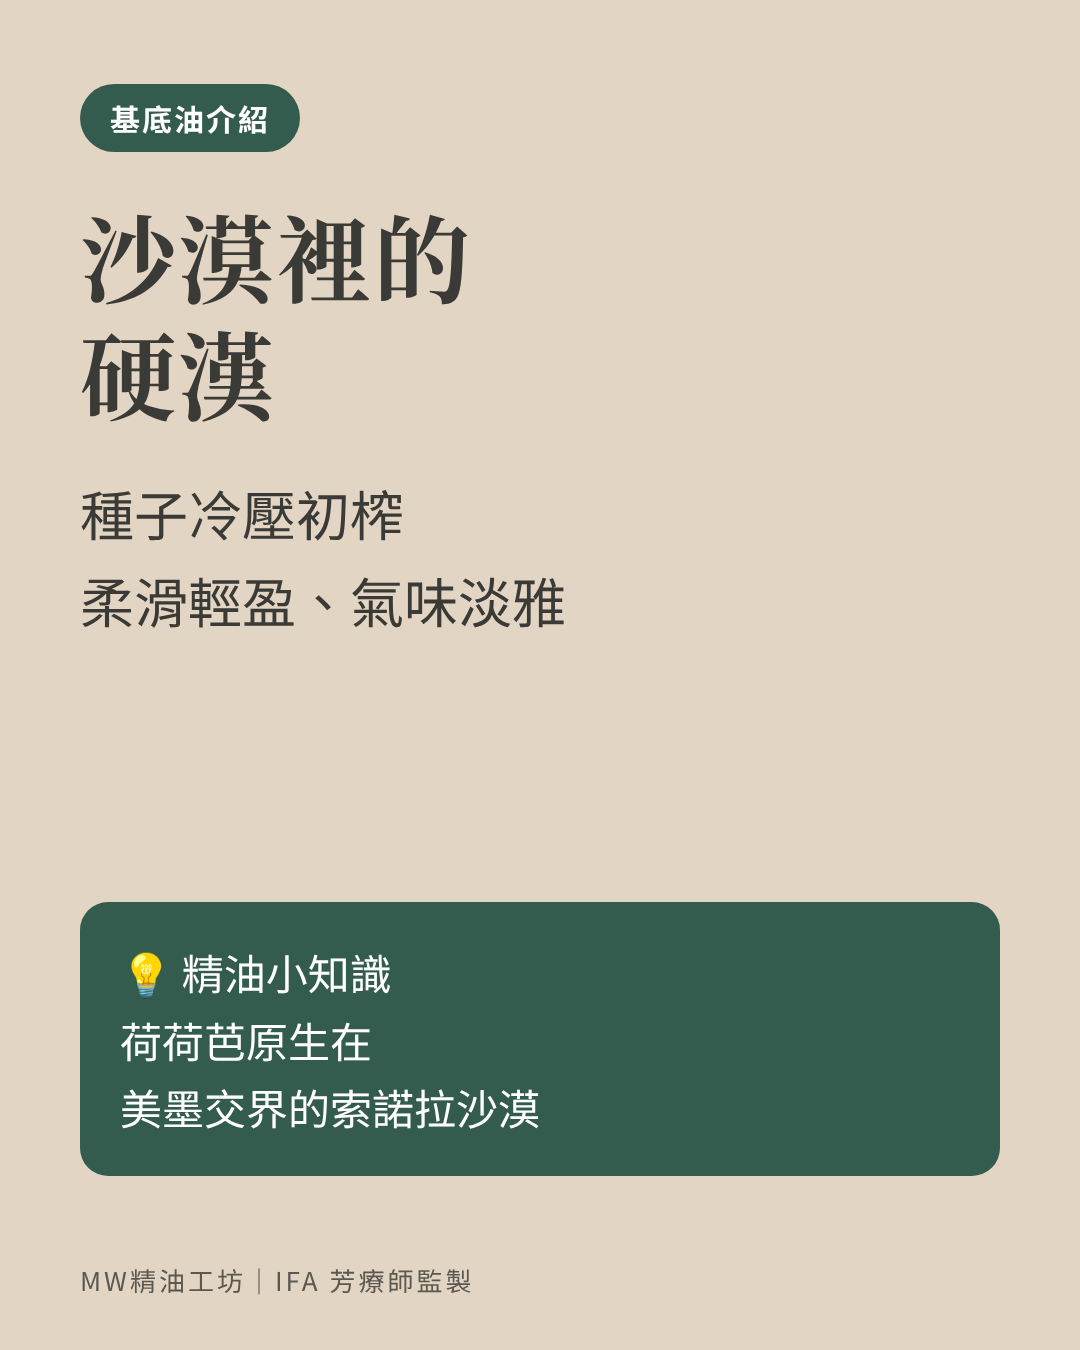 基底油介紹
沙漠裡的
硬漢
種子冷壓初榨
柔滑輕盈、氣味淡雅
💡 精油小知識
荷荷芭原生在
美墨交界的索諾拉沙漠
MW精油工坊｜IFA 芳療師監製